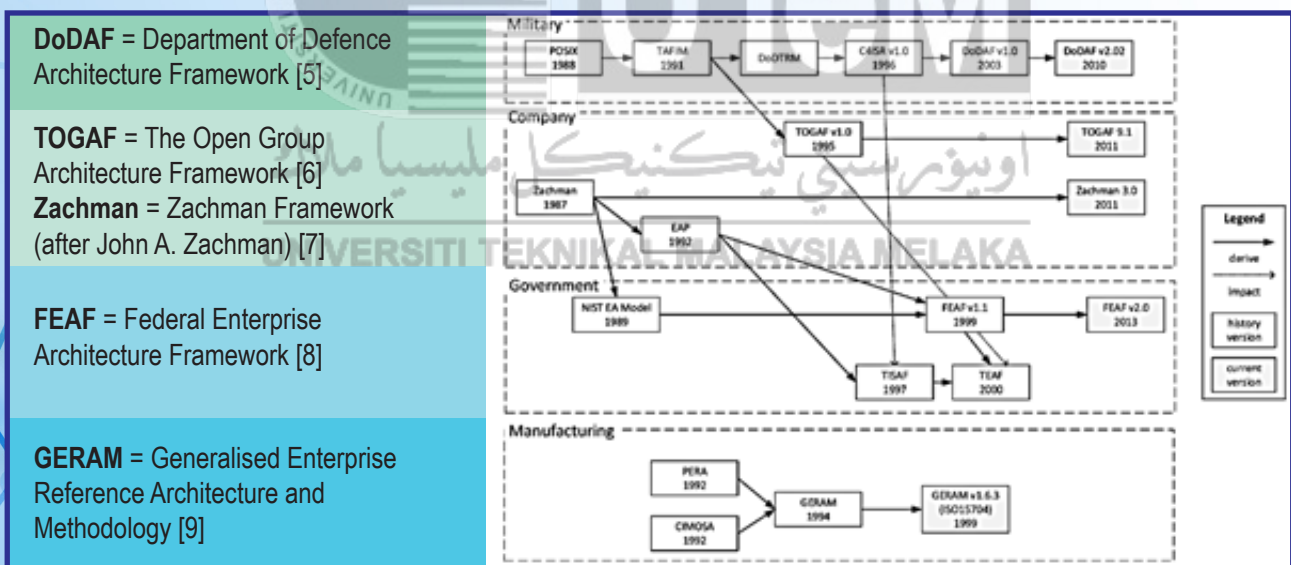 DoDAF = Department of Defence
Architecture Framework [5]
TOGAF = The Open Group
Architecture Framework [6]
Zachman = Zachman Framework
(after John A. Zachman) [7]
FEAF = Federal Enterprise
Architecture Framework [8]
GERAM = Generalised Enterprise
Reference Architecture and
Methodology [9]
Military
POSIX
1988
TAFIM
1991
DoDTRM
C4ISR v1.0
1996
DoDAF v1.0
2003
DoDAF v2.02
2010
Company
TOGAF v1.0
1995
TOGAF 9.1
2011
Zachman
1987
Zachman 3.0
2011
EAP
1992
Government
NIST EA Model
1989
FEAF v1.1
1999
FEAF v2.0
2013
TISAF
1997
TEAF
2000
Manufacturing
PERA
1992
CIMOSA
1992
GERAM
1994
GERAM v1.6.3
(ISO15704)
1999
Legend
derive
impact
history
version
current
version
اونيۏرسيتي تيكنيكل مليسيا ملاك
UNIVERSITI TEKNIKAL MALAYSIA MELAKA